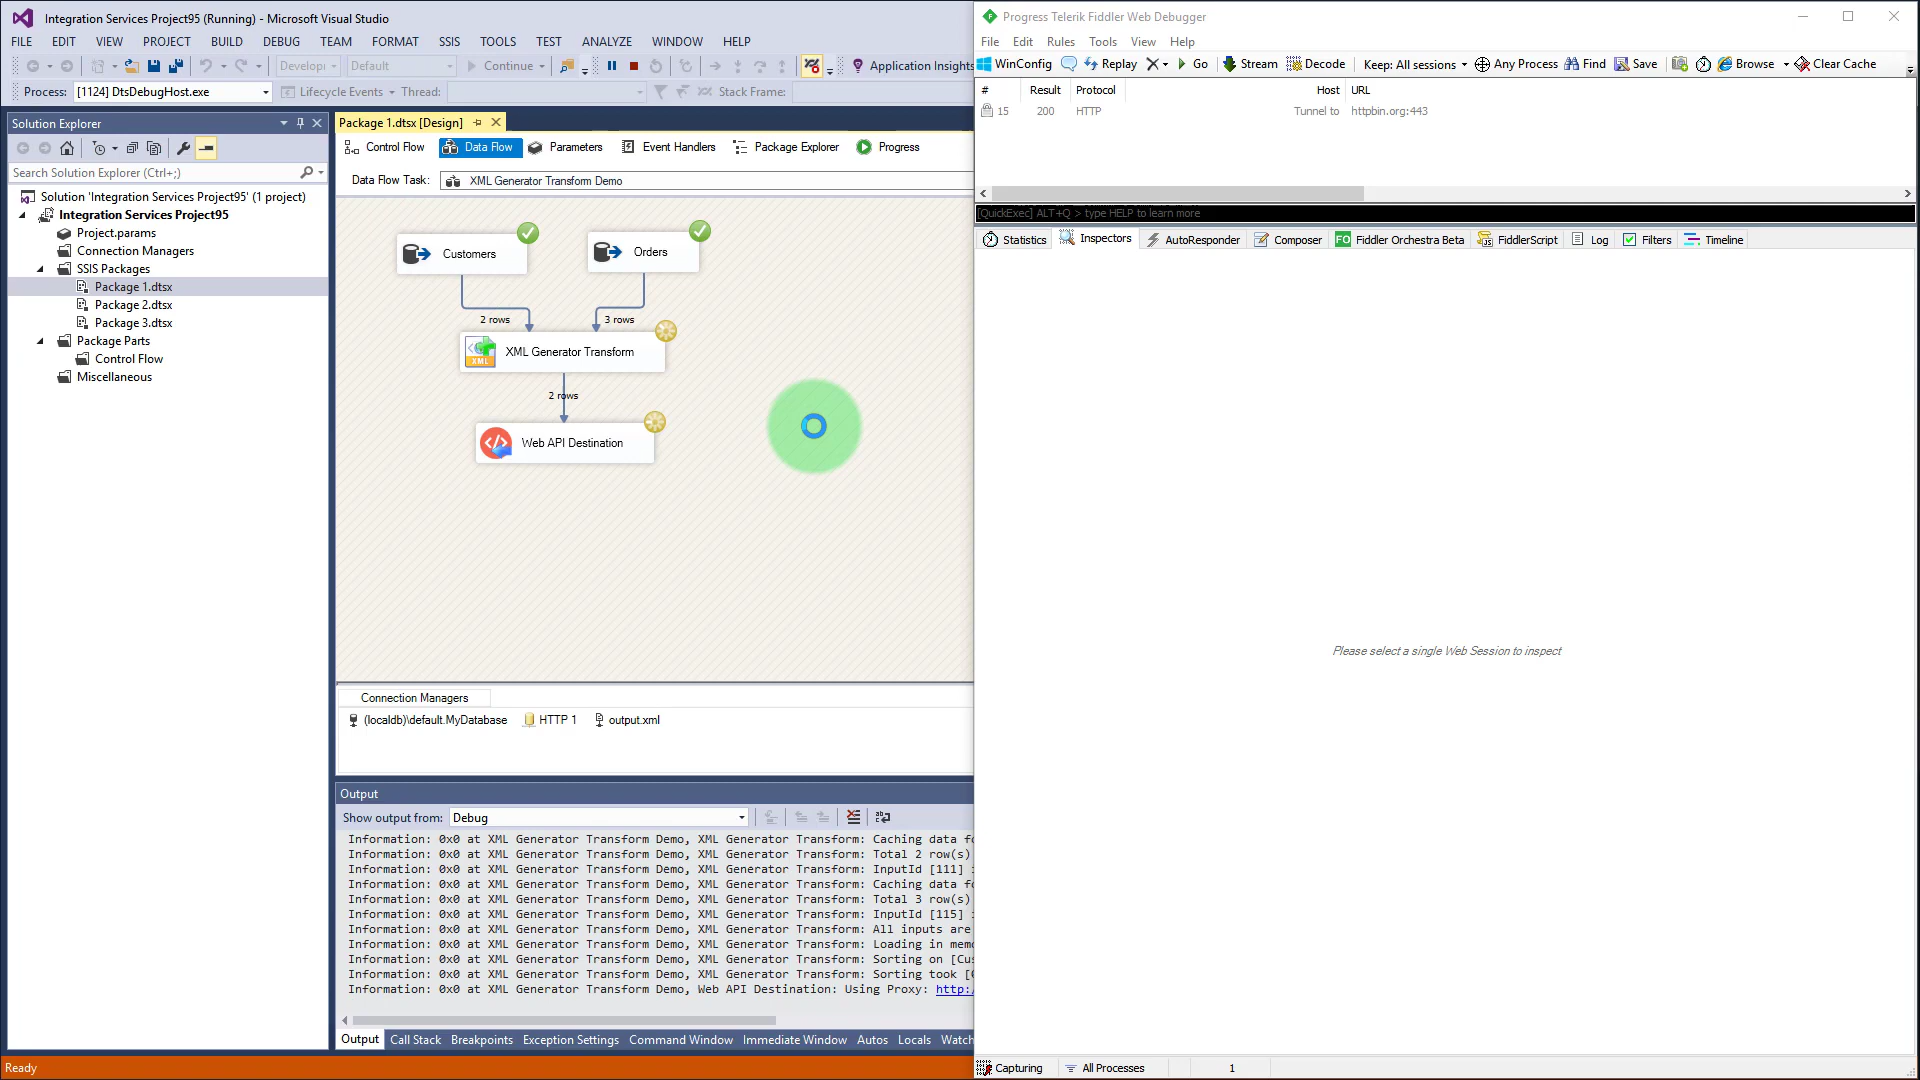 Integration Services Project95 (Running) - Microsoft Visual Studio
FILE EDIT VIEW PROJECT BUILD DEBUG TEAM FORMAT SSIS TOOLS TEST ANALYZE WINDOW HELP
Develop Default Continue Application Insights
Process: [1124] DtsDebugHost.exe Lifecycle Events Thread: Stack Frame:
Solution Explorer
Search Solution Explorer (Ctrl+;)
Solution 'Integration Services Project95' (1 project)
Integration Services Project95
Project.params
Connection Managers
SSIS Packages
Package 1.dtsx
Package 2.dtsx
Package 3.dtsx
Package Parts
Control Flow
Miscellaneous
Package 1.dtsx [Design]
Control Flow Data Flow Parameters Event Handlers Package Explorer Progress
Data Flow Task: XML Generator Transform Demo
Customers
Orders
2 rows
3 rows
XML
XML Generator Transform
2 rows
Web API Destination
Connection Managers
(localdb)\default.MyDatabase HTTP 1 output.xml
Output
Show output from: Debug
Information: 0x0 at XML Generator Transform Demo, XML Generator Transform: Caching data fo
Information: 0x0 at XML Generator Transform Demo, XML Generator Transform: Total 2 row(s)
Information: 0x0 at XML Generator Transform Demo, XML Generator Transform: InputId [111] i
Information: 0x0 at XML Generator Transform Demo, XML Generator Transform: Caching data fo
Information: 0x0 at XML Generator Transform Demo, XML Generator Transform: Total 3 row(s)
Information: 0x0 at XML Generator Transform Demo, XML Generator Transform: InputId [115] i
Information: 0x0 at XML Generator Transform Demo, XML Generator Transform: All inputs are
Information: 0x0 at XML Generator Transform Demo, XML Generator Transform: Loading in memo
Information: 0x0 at XML Generator Transform Demo, XML Generator Transform: Sorting on [Cus
Information: 0x0 at XML Generator Transform Demo, XML Generator Transform: Sorting took [
Information: 0x0 at XML Generator Transform Demo, Web API Destination: Using Proxy: http:/
Output Call Stack Breakpoints Exception Settings Command Window Immediate Window Autos Locals Watch
Ready
Progress Telerik Fiddler Web Debugger
File Edit Rules Tools View Help
WinConfig Replay Go Stream Decode Keep: All sessions Any Process Find Save Browse Clear Cache
# Result Protocol Host URL
15 200 HTTP Tunnel to httpbin.org:443
[QuickExec] ALT+Q > type HELP to learn more
Statistics Inspectors AutoResponder Composer FO Fiddler Orchestra Beta FiddlerScript Log Filters Timeline
Please select a single Web Session to inspect
Capturing All Processes 1